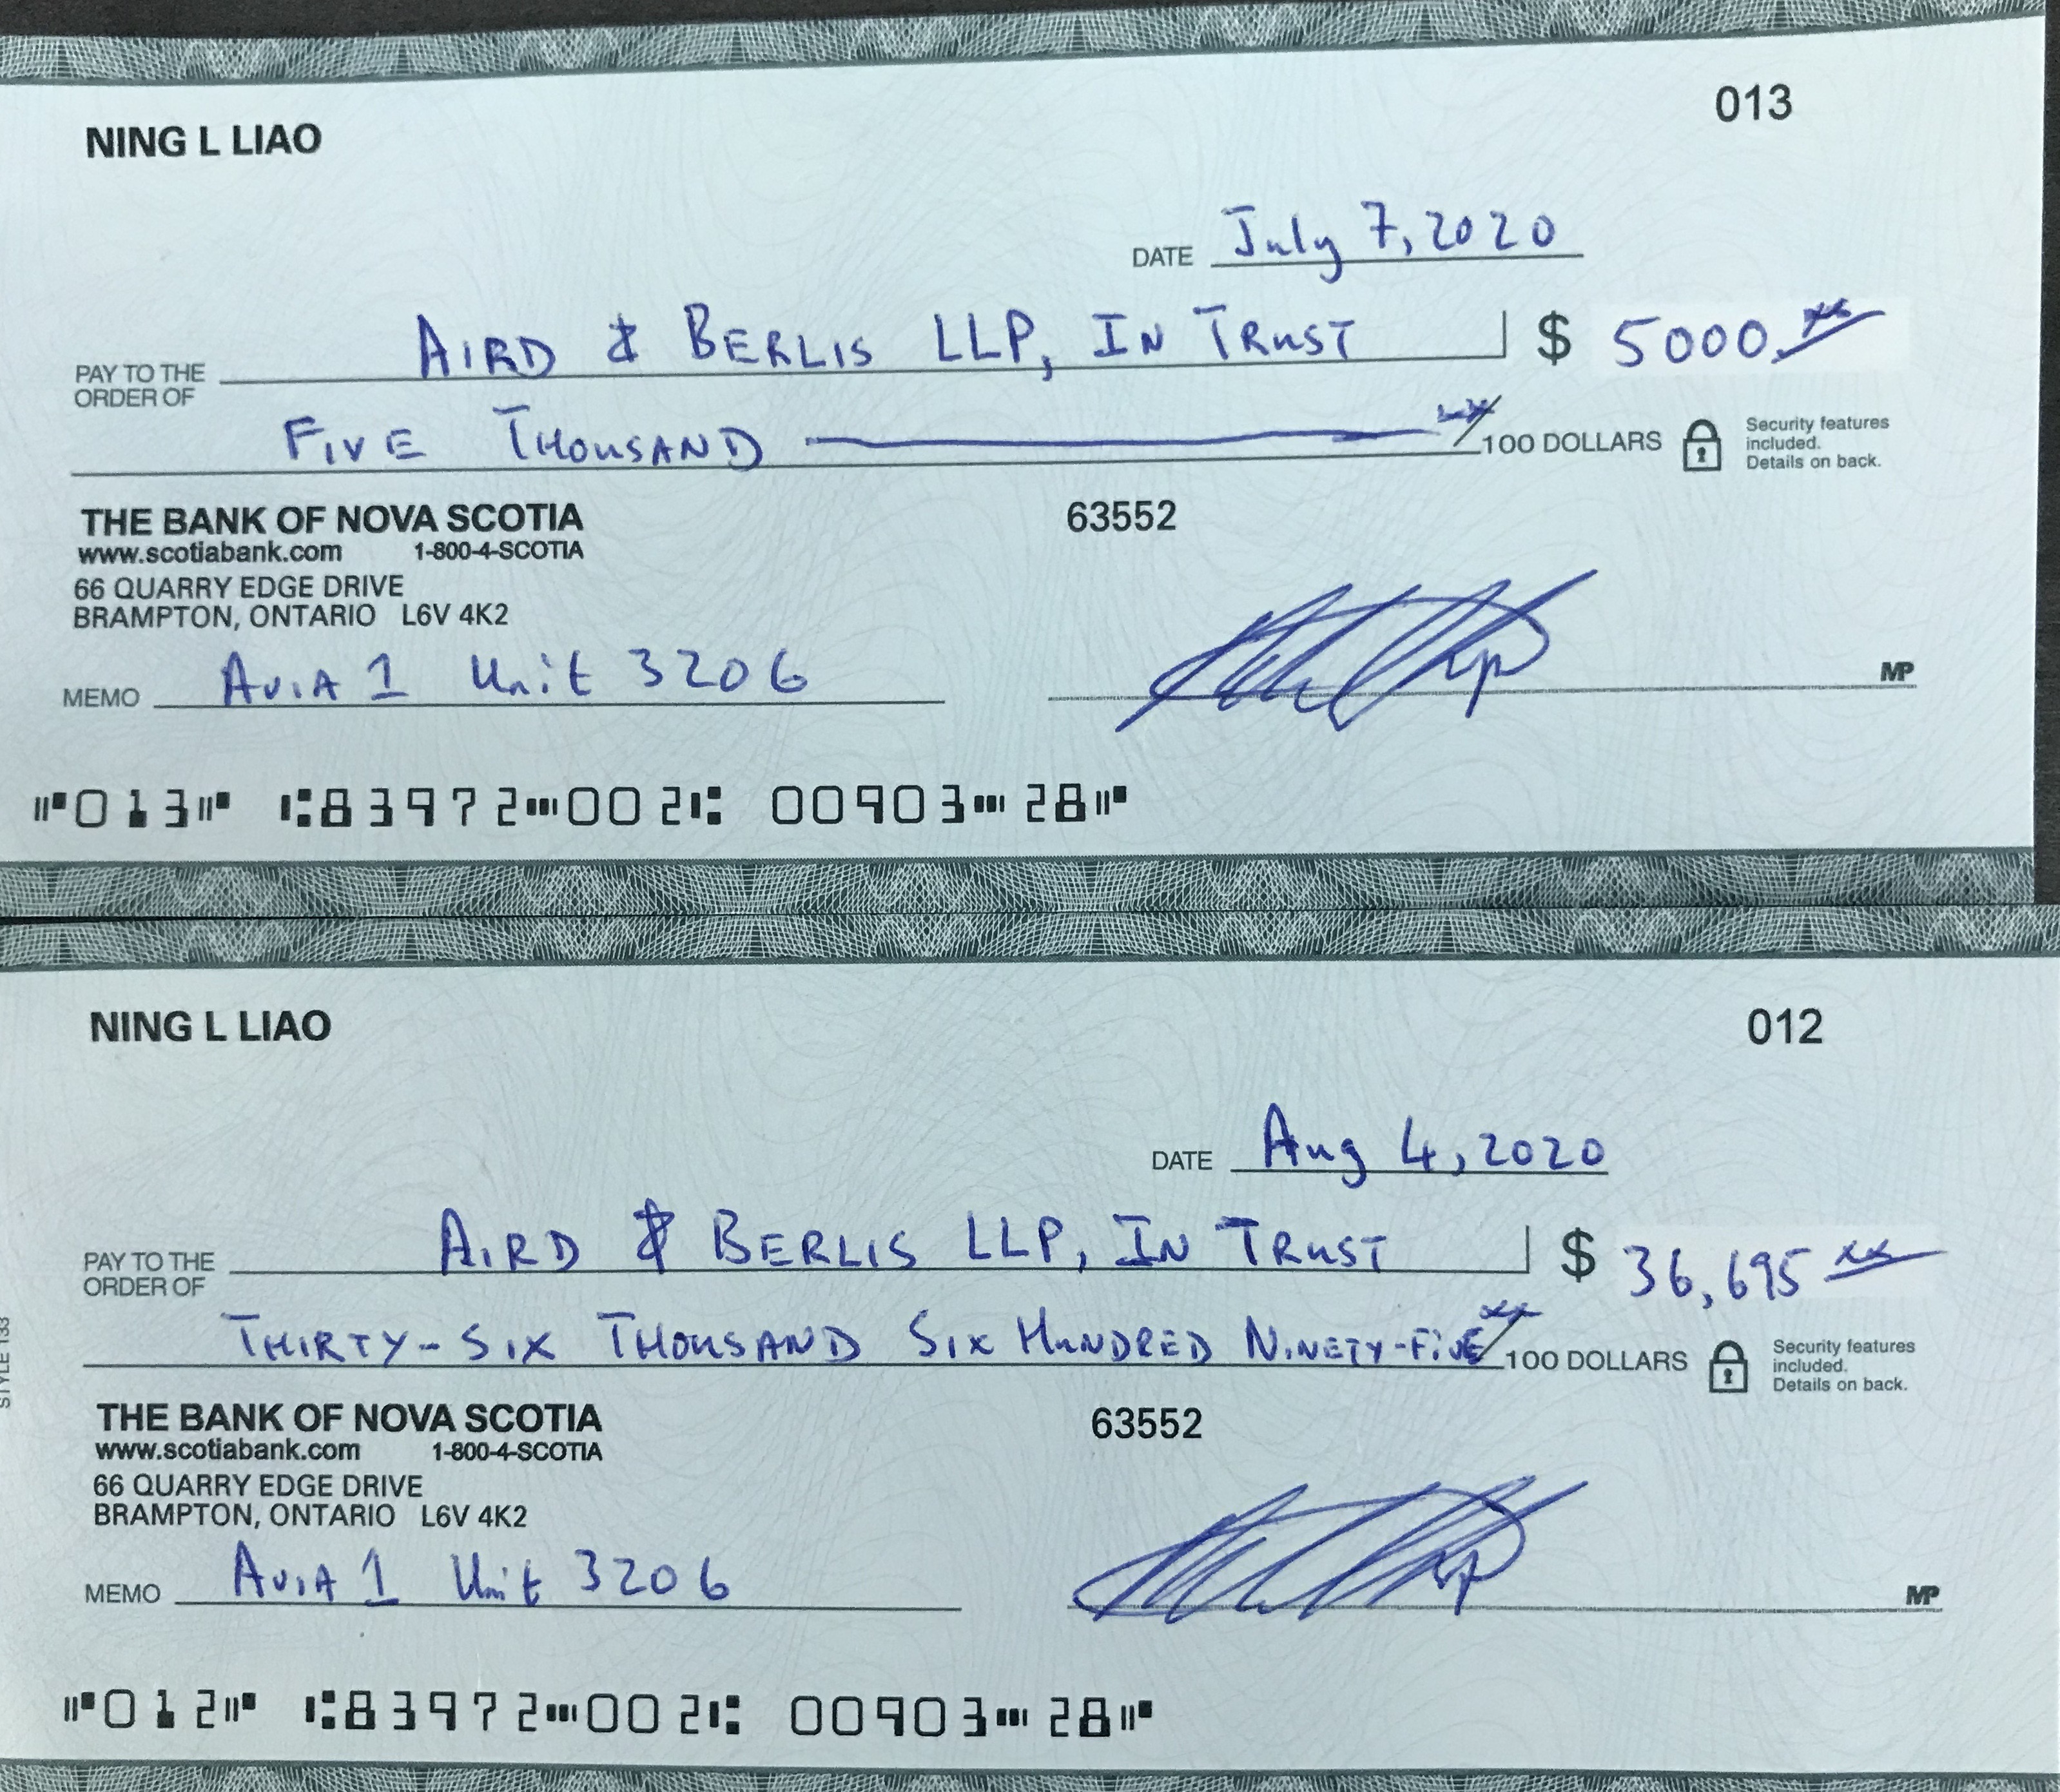 NING L LIAO
013
DATE July 7, 2020
PAY TO THE ORDER OF AIRD & BERLIS LLP, IN TRUST $ 5000.xx
FIVE THOUSAND xx/100 DOLLARS
Security features included. Details on back.
THE BANK OF NOVA SCOTIA
63552
www.scotiabank.com 1-800-4-SCOTIA
66 QUARRY EDGE DRIVE
BRAMPTON, ONTARIO L6V 4K2
MEMO AVIA 1 Unit 3206
MP
⑈013⑈ ⑆83972⑉002⑆ 00903⑉28⑈
NING L LIAO
012
DATE Aug 4, 2020
PAY TO THE ORDER OF AIRD & BERLIS LLP, IN TRUST $ 36,695 xx
THIRTY-SIX THOUSAND SIX HUNDRED NINETY-FIVE xx/100 DOLLARS
Security features included. Details on back.
STYLE 133
THE BANK OF NOVA SCOTIA
63552
www.scotiabank.com 1-800-4-SCOTIA
66 QUARRY EDGE DRIVE
BRAMPTON, ONTARIO L6V 4K2
MEMO AVIA 1 Unit 3206
MP
⑈012⑈ ⑆83972⑉002⑆ 00903⑉28⑈